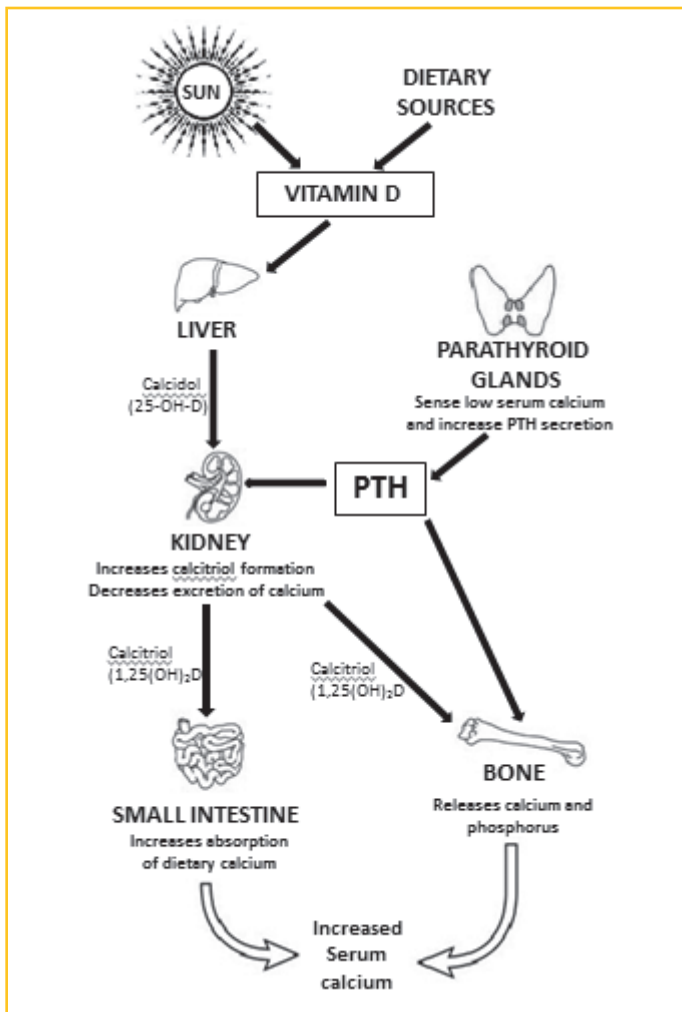 SUN
DIETARY
SOURCES
VITAMIN D
LIVER
PARATHYROID
GLANDS
Sense low serum calcium
and increase PTH secretion
Calcidol
(25-OH-D)
PTH
KIDNEY
Increases calcitriol formation
Decreases excretion of calcium
Calcitriol
(1,25(OH)₂D
Calcitriol
(1,25(OH)₂D
SMALL INTESTINE
Increases absorption
of dietary calcium
BONE
Releases calcium and
phosphorus
Increased
Serum
calcium